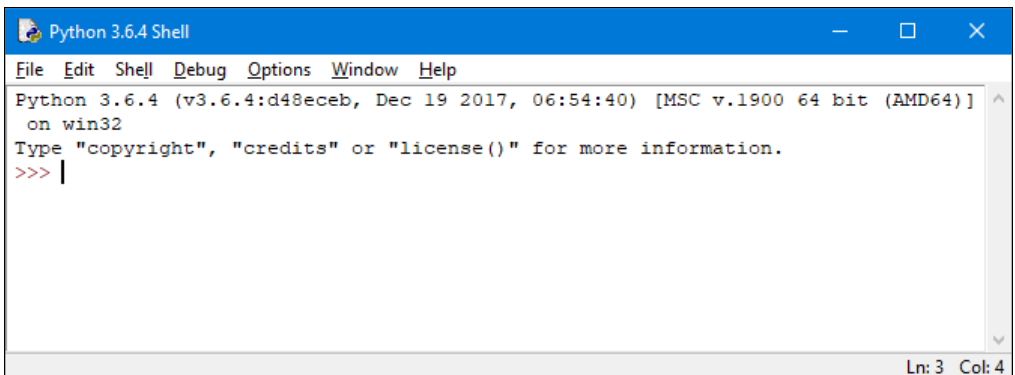 Python 3.6.4 Shell
File Edit Shell Debug Options Window Help
Python 3.6.4 (v3.6.4:d48eceb, Dec 19 2017, 06:54:40) [MSC v.1900 64 bit (AMD64)]
on win32
Type "copyright", "credits" or "license()" for more information.
>>>
Ln: 3 Col: 4